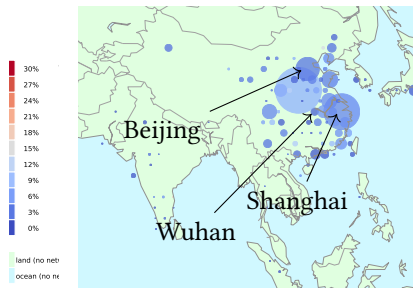 30%
27%
24%
21%
18%
15%
12%
9%
6%
3%
0%
land (no net
ocean (no ne
Beijing
Shanghai
Wuhan